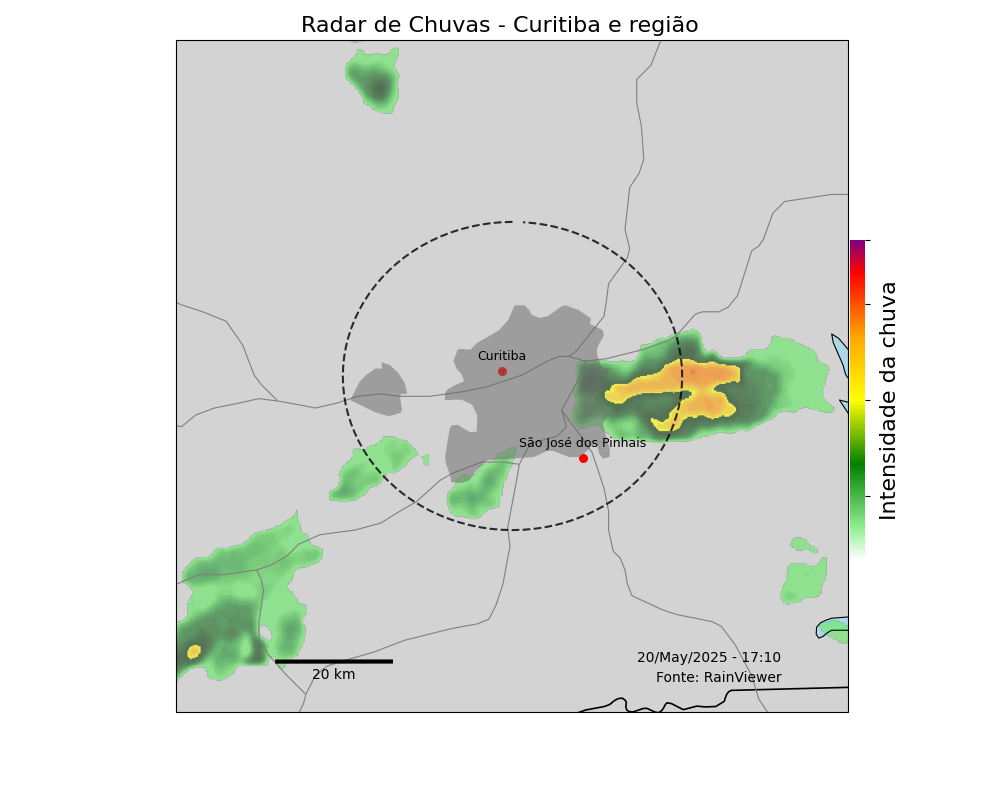 Radar de Chuvas - Curitiba e região
Curitiba
São José dos Pinhais
Intensidade da chuva
20/May/2025 - 17:10
Fonte: RainViewer
20 km